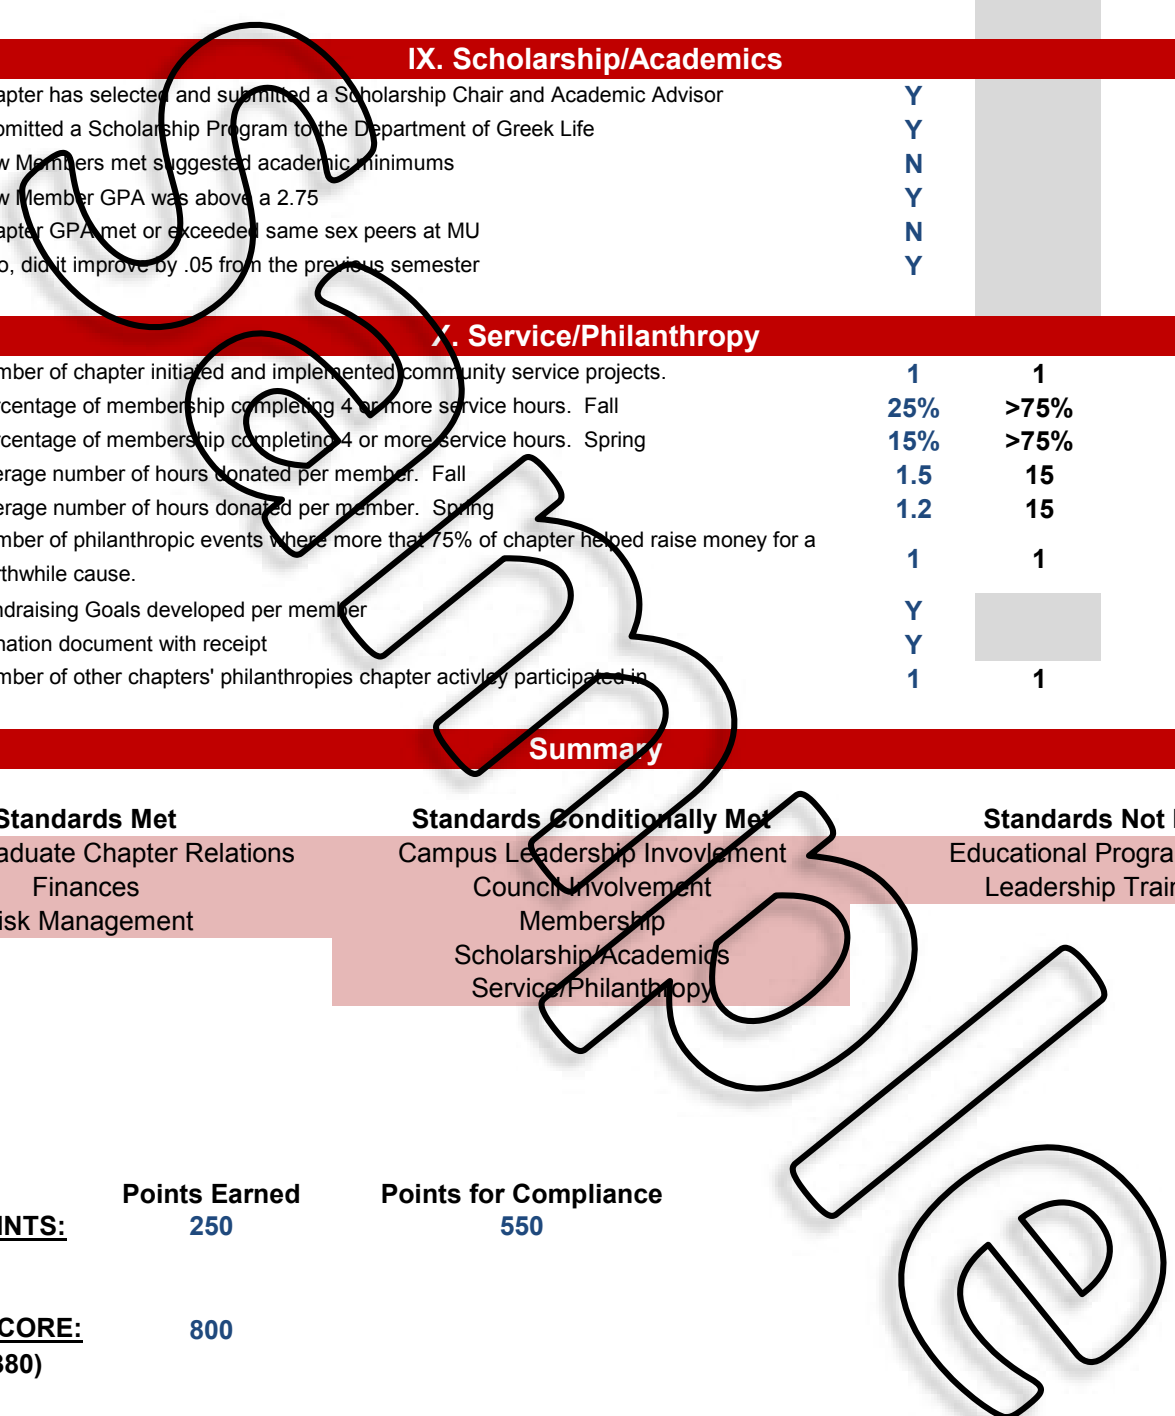 IX. Scholarship/Academics
apter has selected and submitted a Scholarship Chair and Academic Advisor Y
bmitted a Scholarship Program to the Department of Greek Life Y
w Members met suggested academic minimums N
w Member GPA was above a 2.75 Y
apter GPA met or exceeded same sex peers at MU N
o, did it improve by .05 from the previous semester Y
X. Service/Philanthropy
mber of chapter initiated and implemented community service projects. 1 1
rcentage of membership completing 4 or more service hours. Fall 25% >75%
rcentage of membership completing 4 or more service hours. Spring 15% >75%
erage number of hours donated per member. Fall 1.5 15
erage number of hours donated per member. Spring 1.2 15
mber of philanthropic events where more that 75% of chapter helped raise money for a
rthwhile cause. 1 1
ndraising Goals developed per member Y
nation document with receipt Y
mber of other chapters' philanthropies chapter activley participated in 1 1
Summary
Standards Met Standards Conditionally Met Standards Not
aduate Chapter Relations Campus Leadership Invovlement Educational Progra
Finances Council Involvement Leadership Train
isk Management Membership
Scholarship/Academics
Service/Philanthropy
Points Earned Points for Compliance
INTS: 250 550
CORE: 800
380)
Sample